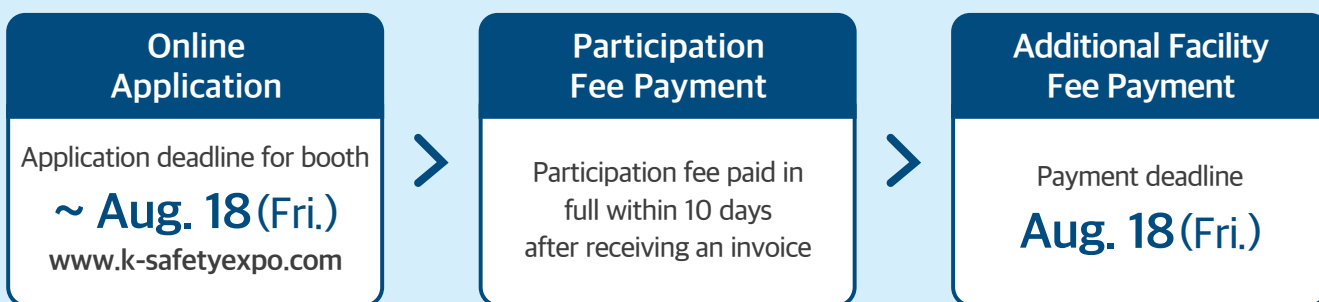 Online
Application
Application deadline for booth
~ Aug. 18 (Fri.)
www.k-safetyexpo.com
Participation
Fee Payment
Participation fee paid in
full within 10 days
after receiving an invoice
Additional Facility
Fee Payment
Payment deadline
Aug. 18 (Fri.)